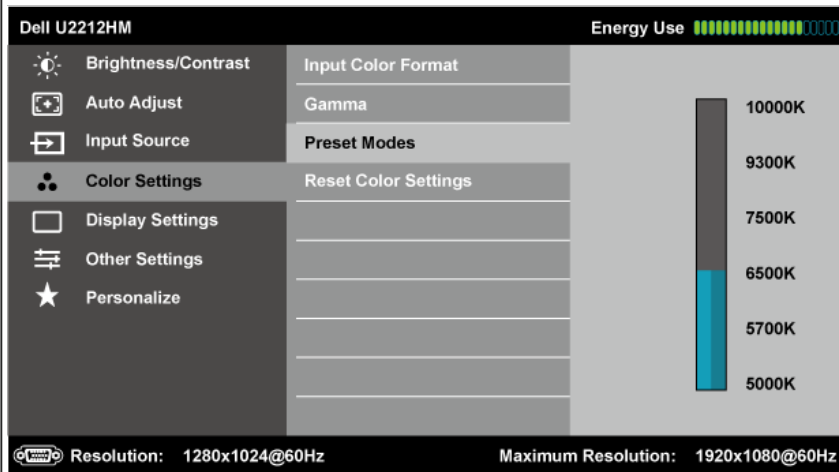 Dell U2212HM Energy Use
Brightness/Contrast Input Color Format
Auto Adjust Gamma 10000K
Input Source Preset Modes
9300K
Color Settings Reset Color Settings
Display Settings 7500K
Other Settings
6500K
Personalize
5700K
5000K
Resolution: 1280x1024@60Hz Maximum Resolution: 1920x1080@60Hz